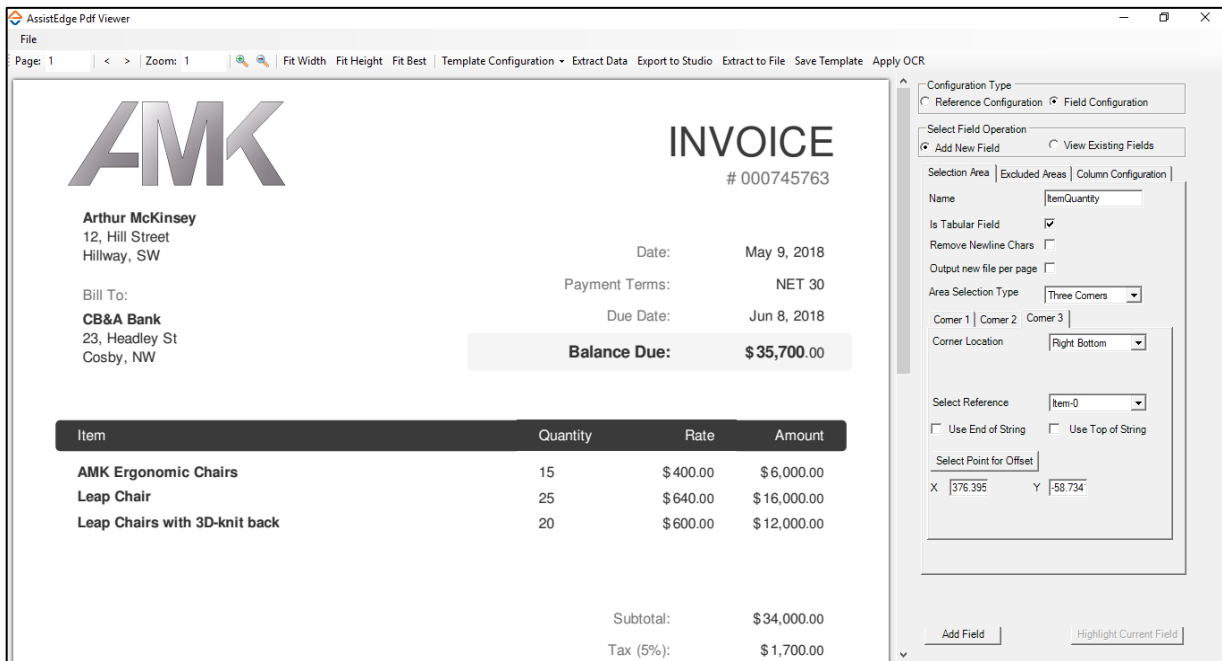 AssistEdge Pdf Viewer
File
Page: 1 < > Zoom: 1 Fit Width Fit Height Fit Best Template Configuration Extract Data Export to Studio Extract to File Save Template Apply OCR
AMK
INVOICE
# 000745763
Arthur McKinsey
12, Hill Street
Hillway, SW
Bill To:
CB&A Bank
23, Headley St
Cosby, NW
Date: May 9, 2018
Payment Terms: NET 30
Due Date: Jun 8, 2018
Balance Due: $35,700.00
Item Quantity Rate Amount
AMK Ergonomic Chairs 15 $400.00 $6,000.00
Leap Chair 25 $640.00 $16,000.00
Leap Chairs with 3D-knit back 20 $600.00 $12,000.00
Subtotal: $34,000.00
Tax (5%): $1,700.00
Configuration Type
Reference Configuration Field Configuration
Select Field Operation
Add New Field View Existing Fields
Selection Area Excluded Areas Column Configuration
Name ItemQuantity
Is Tabular Field
Remove Newline Chars
Output new file per page
Area Selection Type Three Corners
Corner 1 Corner 2 Corner 3
Corner Location Right Bottom
Select Reference Item-0
Use End of String Use Top of String
Select Point for Offset
X 376.395 Y -58.734
Add Field Highlight Current Field